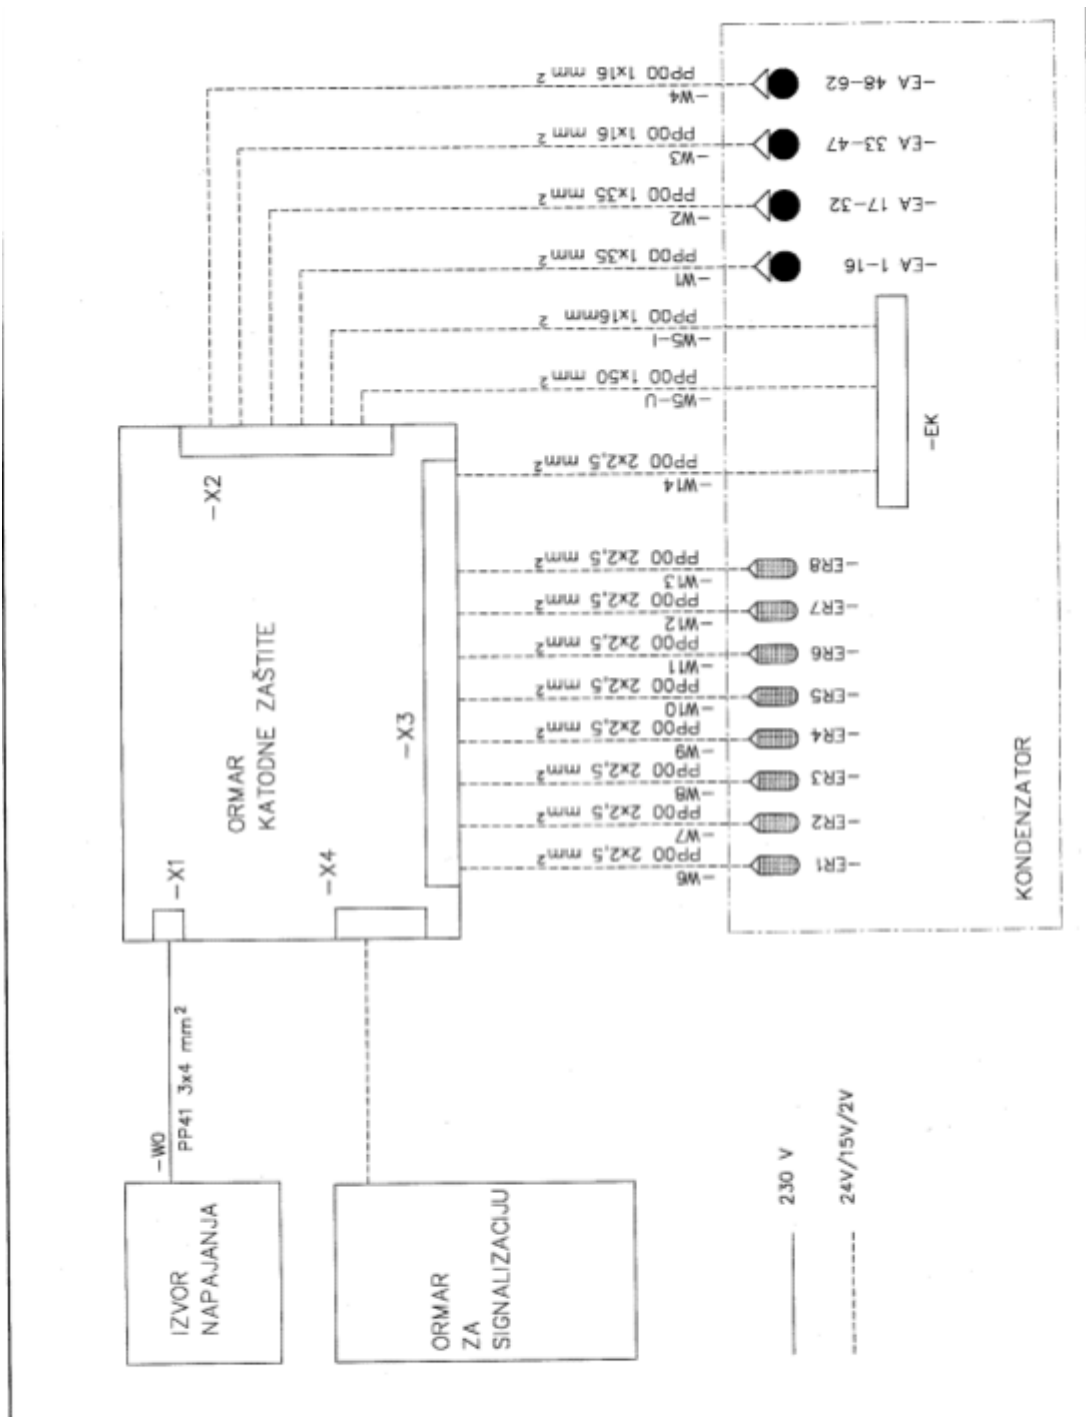 -EA 48-62
-EA 33-47
-EA 17-32
-EA 1-16
PP00 1x16 mm²
-W4
PP00 1x16 mm²
-W3
PP00 1x35 mm²
-W2
PP00 1x35 mm²
-W1
PP00 1x16mm²
-W5-I
PP00 1x50 mm²
-W5-U
PP00 2x2,5 mm²
-W14
-EK
PP00 2x2,5 mm²
-W13
-ER8
PP00 2x2,5 mm²
-W12
-ER7
PP00 2x2,5 mm²
-W11
-ER6
PP00 2x2,5 mm²
-W10
-ER5
PP00 2x2,5 mm²
-W9
-ER4
PP00 2x2,5 mm²
-W8
-ER3
PP00 2x2,5 mm²
-W7
-ER2
PP00 2x2,5 mm²
-W6
-ER1
KONDENZATOR
-X2
-X3
ORMAR
KATODNE ZAŠTITE
-X1
-X4
-W0
PP41 3x4 mm²
IZVOR
NAPAJANJA
ORMAR
ZA
SIGNALIZACIJU
230 V
24V/15V/2V